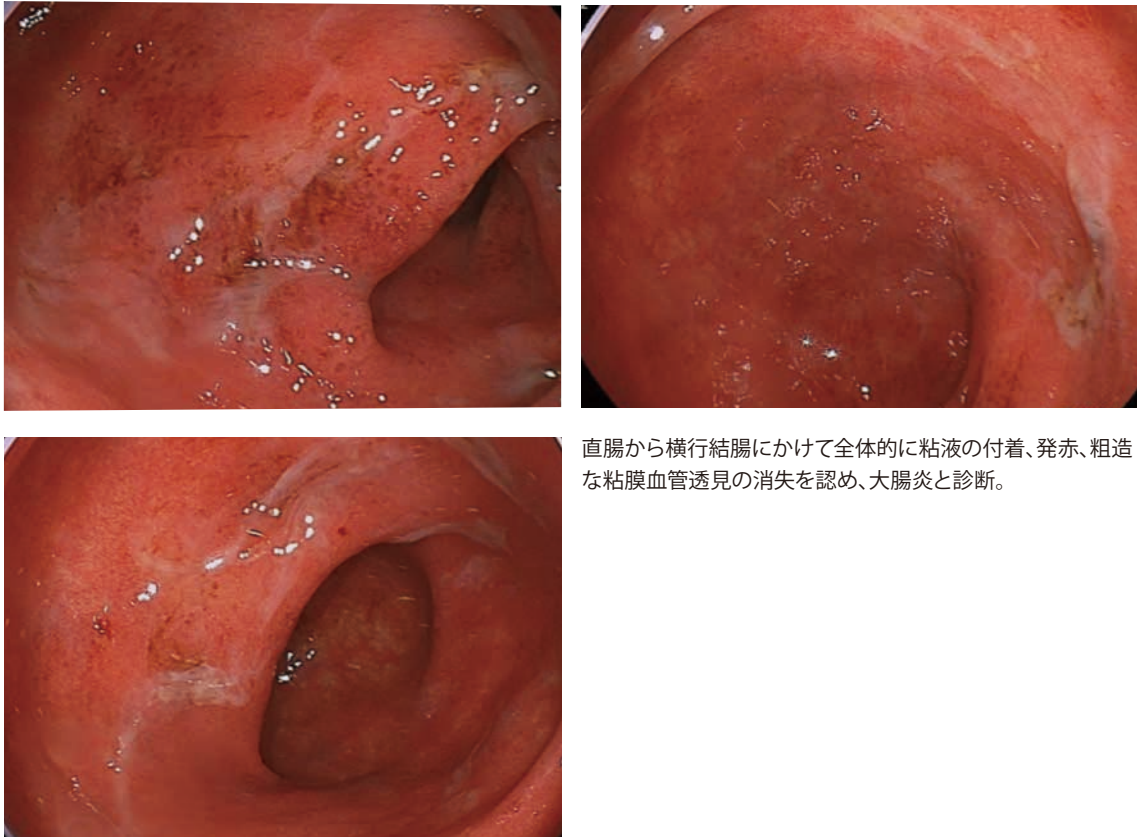 直腸から横行結腸にかけて全体的に粘液の付着、発赤、粗造
な粘膜血管透見の消失を認め、大腸炎と診断。